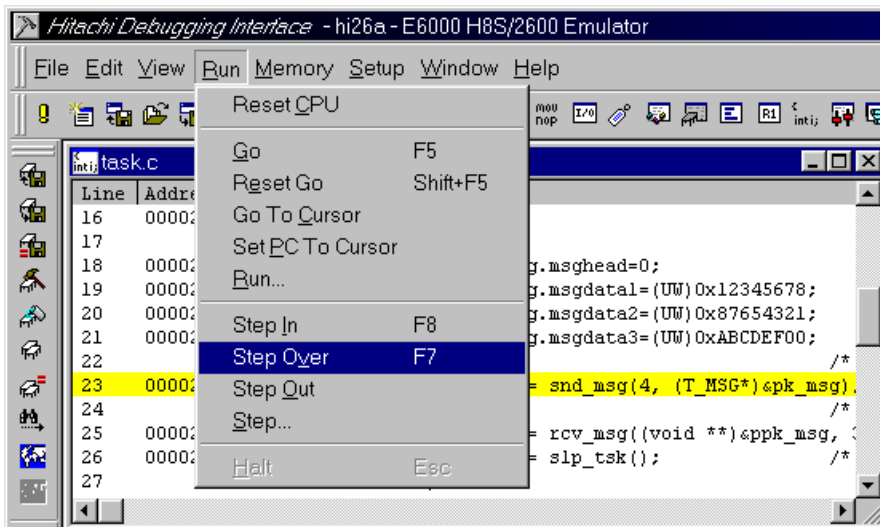 Hitachi Debugging Interface - hi26a - E6000 H8S/2600 Emulator
File Edit View Run Memory Setup Window Help
mov nop I/O R1 inti;
Reset CPU
Go F5
Reset Go Shift+F5
Go To Cursor
Set PC To Cursor
Run...
Step In F8
Step Over F7
Step Out
Step...
Halt Esc
inti; task.c
Line Addre
16 00002
17
18 00002 g.msghead=0;
19 00002 g.msgdata1=(UW)0x12345678;
20 00002 g.msgdata2=(UW)0x87654321;
21 00002 g.msgdata3=(UW)0xABCDEF00;
22 /*
23 00002 = snd_msg(4, (T_MSG*)&pk_msg)
24 /*
25 00002 = rcv_msg((void **)&ppk_msg,
26 00002 = slp_tsk(); /*
27